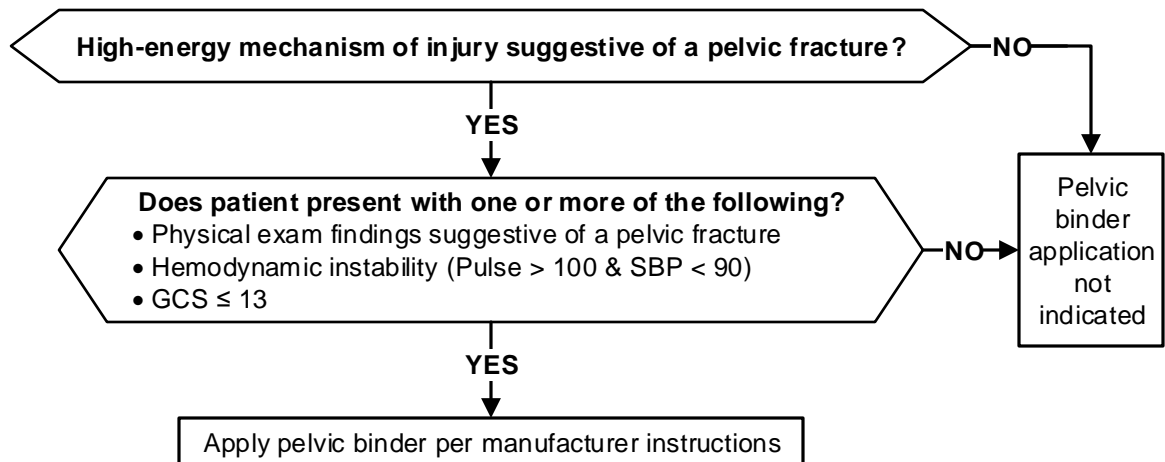 High-energy mechanism of injury suggestive of a pelvic fracture?
NO
YES
Does patient present with one or more of the following?
• Physical exam findings suggestive of a pelvic fracture
• Hemodynamic instability (Pulse > 100 & SBP < 90)
• GCS ≤ 13
NO
Pelvic
binder
application
not
indicated
YES
Apply pelvic binder per manufacturer instructions